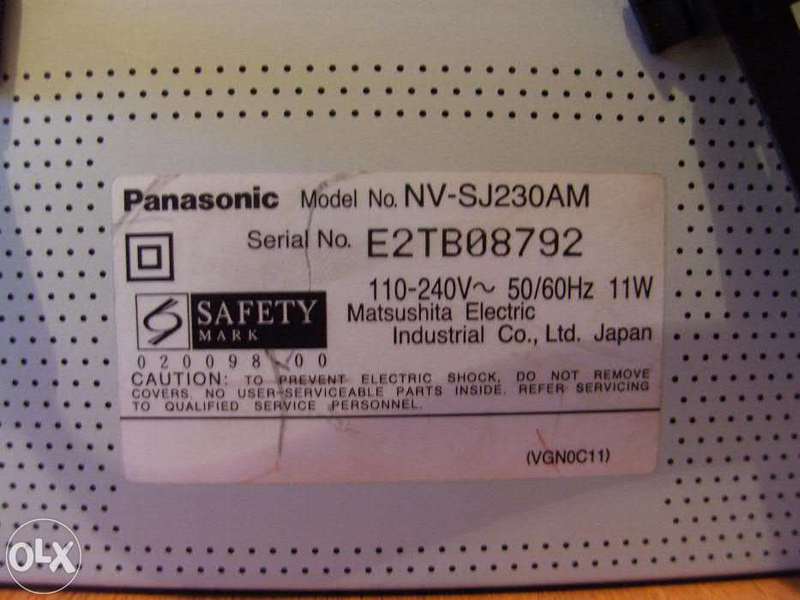 Panasonic Model No. NV-SJ230AM
Serial No. E2TB08792
110-240V~ 50/60Hz 11W
SAFETY
MARK
Matsushita Electric
Industrial Co., Ltd. Japan
020098-00
CAUTION: TO PREVENT ELECTRIC SHOCK, DO NOT REMOVE
COVERS. NO USER-SERVICEABLE PARTS INSIDE. REFER SERVICING
TO QUALIFIED SERVICE PERSONNEL.
(VGN0C11)
OLX